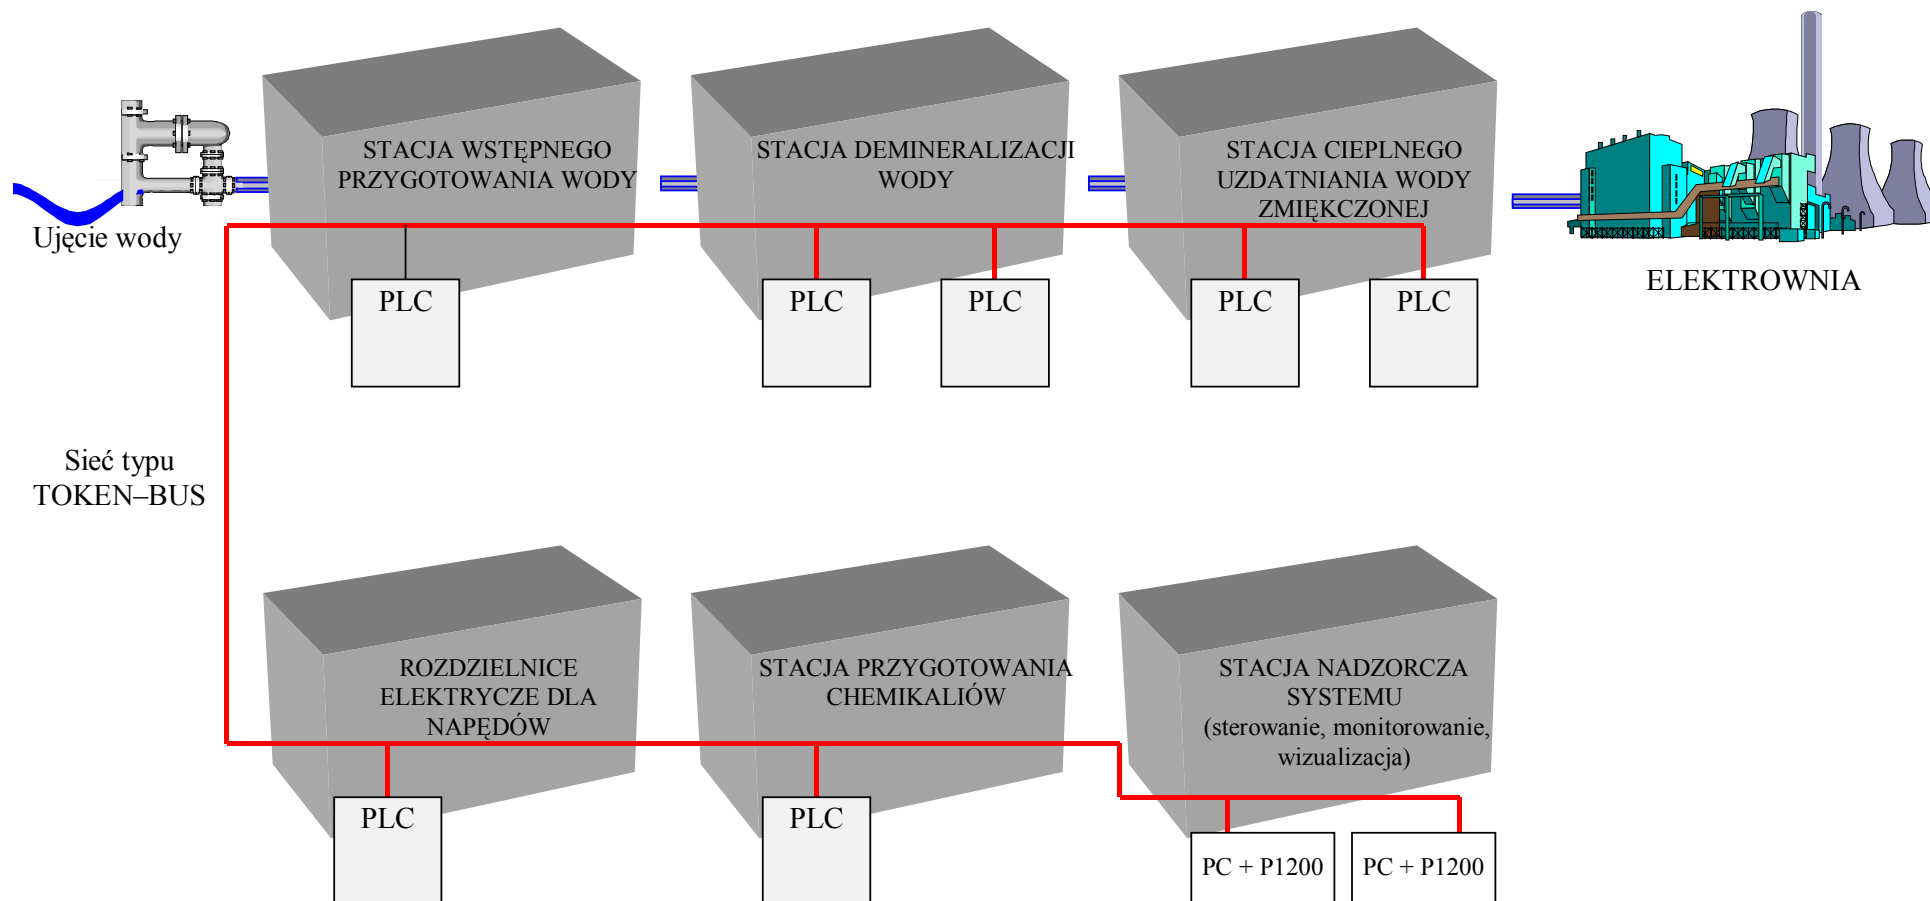 STACJA WSTĘPNEGO
PRZYGOTOWANIA WODY
STACJA DEMINERALIZACJI
WODY
STACJA CIEPLNEGO
UZDATNIANIA WODY
ZMIĘKCZONEJ
Ujęcie wody
ELEKTROWNIA
PLC
PLC
PLC
PLC
PLC
Sieć typu
TOKEN–BUS
ROZDZIELNICE
ELEKTRYCZE DLA
NAPĘDÓW
STACJA PRZYGOTOWANIA
CHEMIKALIÓW
STACJA NADZORCZA
SYSTEMU
(sterowanie, monitorowanie,
wizualizacja)
PLC
PLC
PC + P1200
PC + P1200